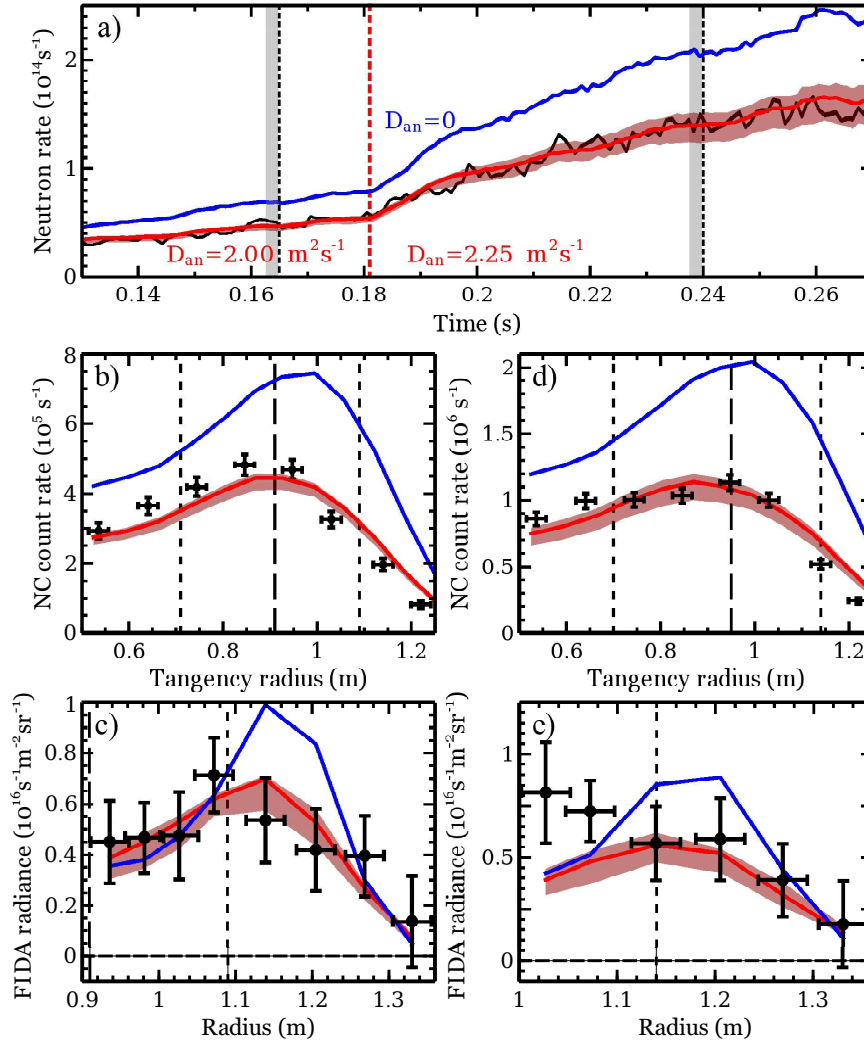 a)
Neutron rate (10¹⁴s⁻¹)
2
1
0
D_an=0
D_an=2.00 m²s⁻¹
D_an=2.25 m²s⁻¹
0.14 0.16 0.18 0.2 0.22 0.24 0.26
Time (s)
b)
NC count rate (10⁵ s⁻¹)
8
6
4
2
0
0.6 0.8 1 1.2
Tangency radius (m)
d)
NC count rate (10⁶ s⁻¹)
2
1.5
1
0.5
0
0.6 0.8 1 1.2
Tangency radius (m)
c)
FIDA radiance (10¹⁶s⁻¹m⁻²sr⁻¹)
1
0.8
0.6
0.4
0.2
0
0.9 1 1.1 1.2 1.3
Radius (m)
e)
FIDA radiance (10¹⁶s⁻¹m⁻²sr⁻¹)
1
0.5
0
1 1.1 1.2 1.3
Radius (m)